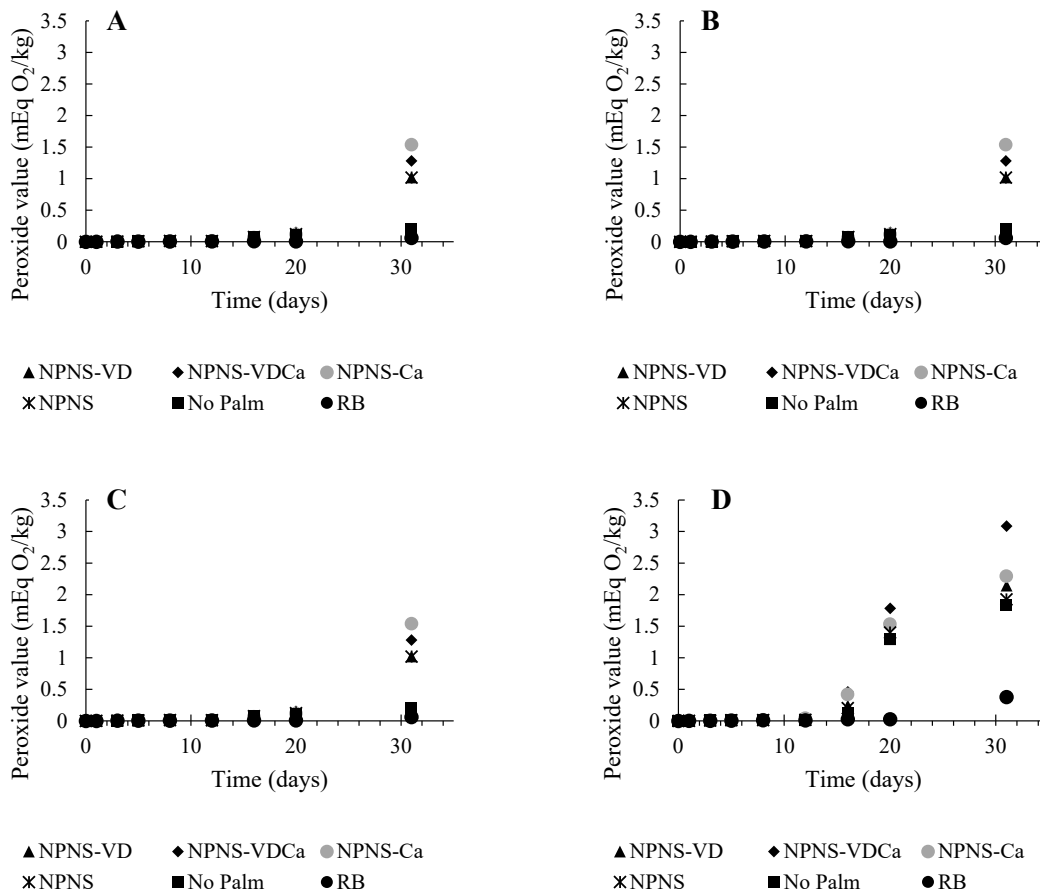 A
Peroxide value (mEq O2/kg)
3.5
3
2.5
2
1.5
1
0.5
0
0 10 20 30
Time (days)
NPNS-VD NPNS-VDCa NPNS-Ca
NPNS No Palm RB
B
Peroxide value (mEq O2/kg)
3.5
3
2.5
2
1.5
1
0.5
0
0 10 20 30
Time (days)
NPNS-VD NPNS-VDCa NPNS-Ca
NPNS No Palm RB
C
Peroxide value (mEq O2/kg)
3.5
3
2.5
2
1.5
1
0.5
0
0 10 20 30
Time (days)
NPNS-VD NPNS-VDCa NPNS-Ca
NPNS No Palm RB
D
Peroxide value (mEq O2/kg)
3.5
3
2.5
2
1.5
1
0.5
0
0 10 20 30
Time (days)
NPNS-VD NPNS-VDCa NPNS-Ca
NPNS No Palm RB